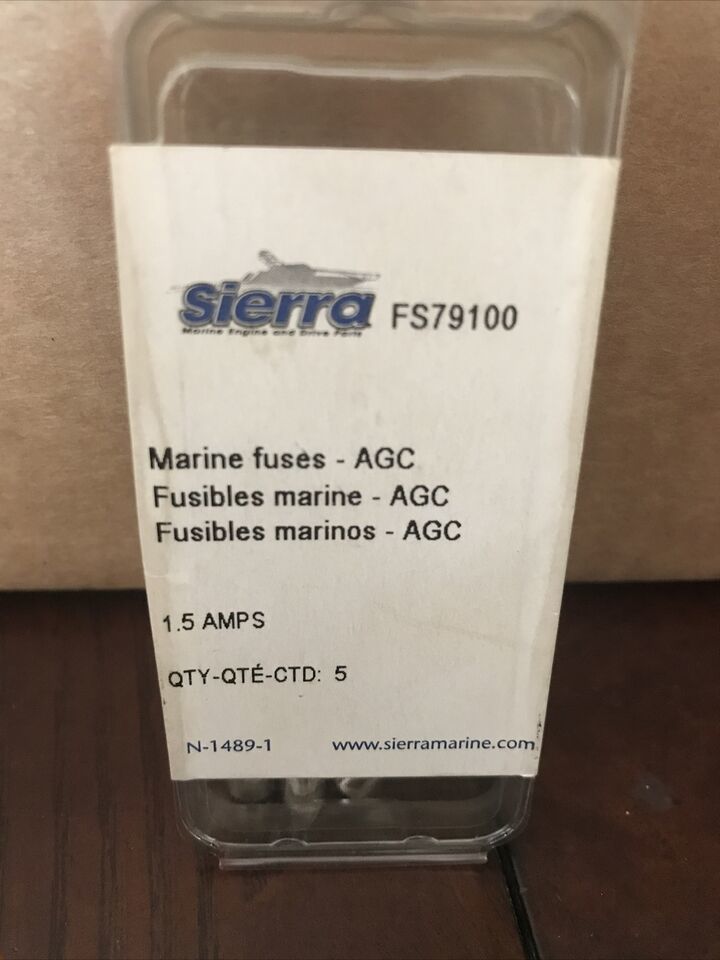 Sierra FS79100
Marine Engine and Drive Parts
Marine fuses - AGC
Fusibles marine - AGC
Fusibles marinos - AGC
1.5 AMPS
QTY-QTÉ-CTD: 5
N-1489-1 www.sierramarine.com